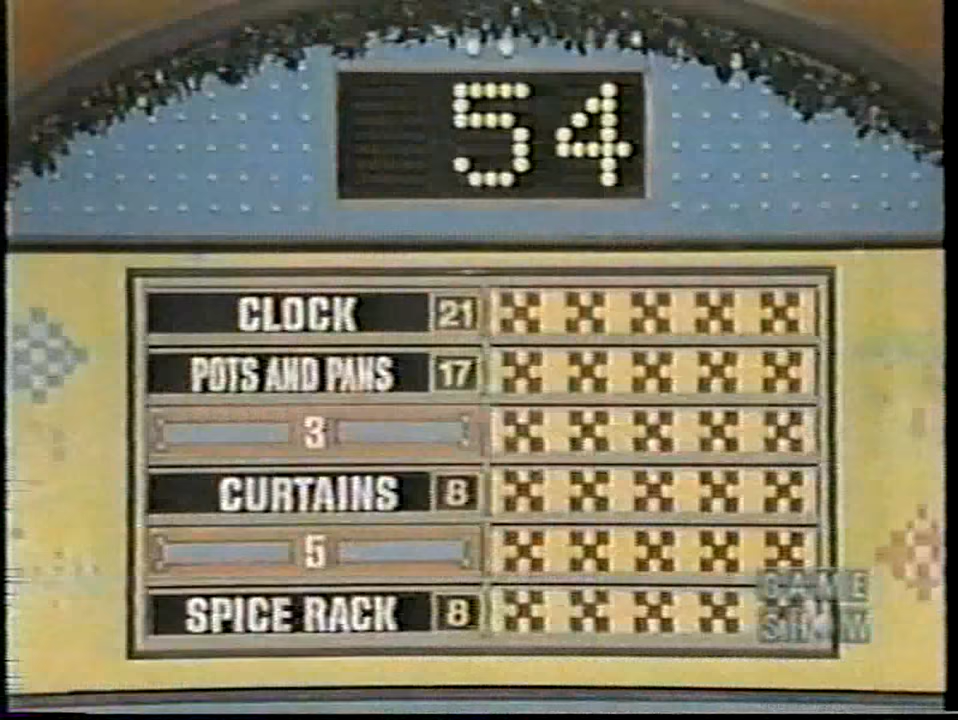 54
CLOCK 21
POTS AND PANS 17
3
CURTAINS 8
5
SPICE RACK 8
GAME
SHOW